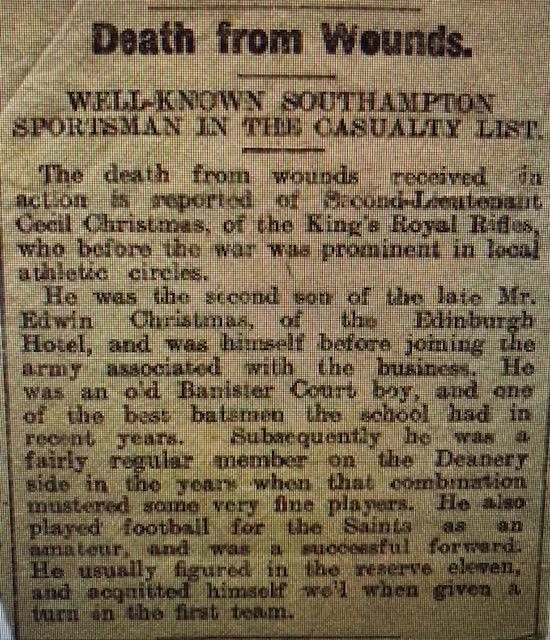 Death from Wounds.
WELL-KNOWN SOUTHAMPTON
SPORTSMAN IN THE CASUALTY LIST.
The death from wounds received in
action is reported of Second-Lieutenant
Cecil Christmas, of the King's Royal Rifles,
who before the war was prominent in local
athletic circles.
He was the second son of the late Mr.
Edwin Christmas, of the Edinburgh
Hotel, and was himself before joining the
army associated with the business. He
was an o'd Banister Court boy, and one
of the best batsmen the school had in
recent years. Subsequently he was a
fairly regular member on the Deanery
side in the years when that combination
mustered some very fine players. He also
played football for the Saints as an
amateur, and was a successful forward.
He usually figured in the reserve eleven,
and acquitted himself we'l when given a
turn in the first team.